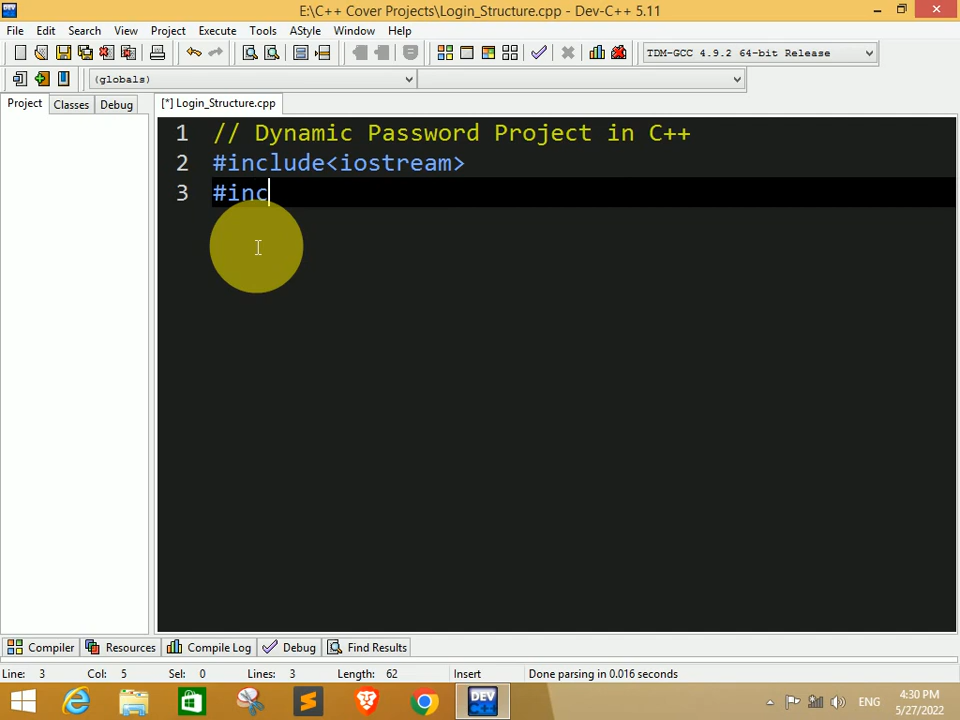 E:\C++ Cover Projects\Login_Structure.cpp - Dev-C++ 5.11
File Edit Search View Project Execute Tools AStyle Window Help
TDM-GCC 4.9.2 64-bit Release
(globals)
Project Classes Debug [*] Login_Structure.cpp
1 // Dynamic Password Project in C++
2 #include<iostream>
3 #inc
Compiler Resources Compile Log Debug Find Results
Line: 3 Col: 5 Sel: 0 Lines: 3 Length: 62 Insert Done parsing in 0.016 seconds
DEV C++ ENG 4:30 PM
5/27/2022